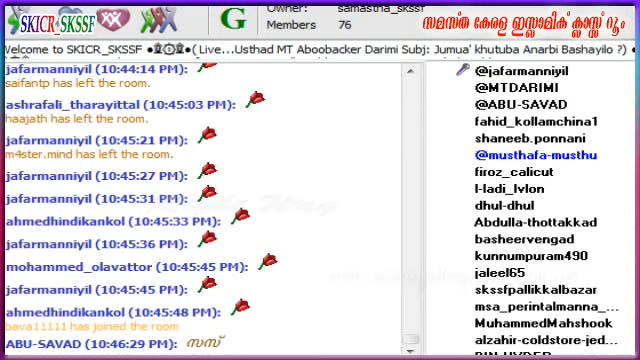 SKICR_SKSSF
G
Owner: samastha_skssf
Members 76
സമസ്ത കേരള ഇസ്ലാമിക് ക്ലാസ്സ് റൂം
Welcome to SKICR_SKSSF ●๑۩۞۩๑●( Live...Usthad MT Aboobacker Darimi Subj: Jumua' khutuba Anarbi Bashayilo ?)
jafarmanniyil (10:44:14 PM):
saifantp has left the room.
ashrafali_tharayittal (10:45:03 PM):
haajath has left the room.
jafarmanniyil (10:45:21 PM):
m4ster.mind has left the room.
jafarmanniyil (10:45:27 PM):
jafarmanniyil (10:45:31 PM):
ahmedhindikankol (10:45:33 PM):
jafarmanniyil (10:45:36 PM):
mohammed_olavattor (10:45:45 PM):
jafarmanniyil (10:45:45 PM):
ahmedhindikankol (10:45:48 PM):
bava11111 has joined the room
ABU-SAVAD (10:46:29 PM): സസ്
@jafarmanniyil
@MTDARIMI
@ABU-SAVAD
fahid_kollamchina1
shaneeb.ponnani
@musthafa-musthu
firoz_calicut
l-ladi_lvlon
dhul-dhul
Abdulla-thottakkad
basheervengad
kunnumpuram490
jaleel65
skssfpallikkalbazar
msa_perintalmanna_...
MuhammedMahshook
alzahir-coldstore-jed...